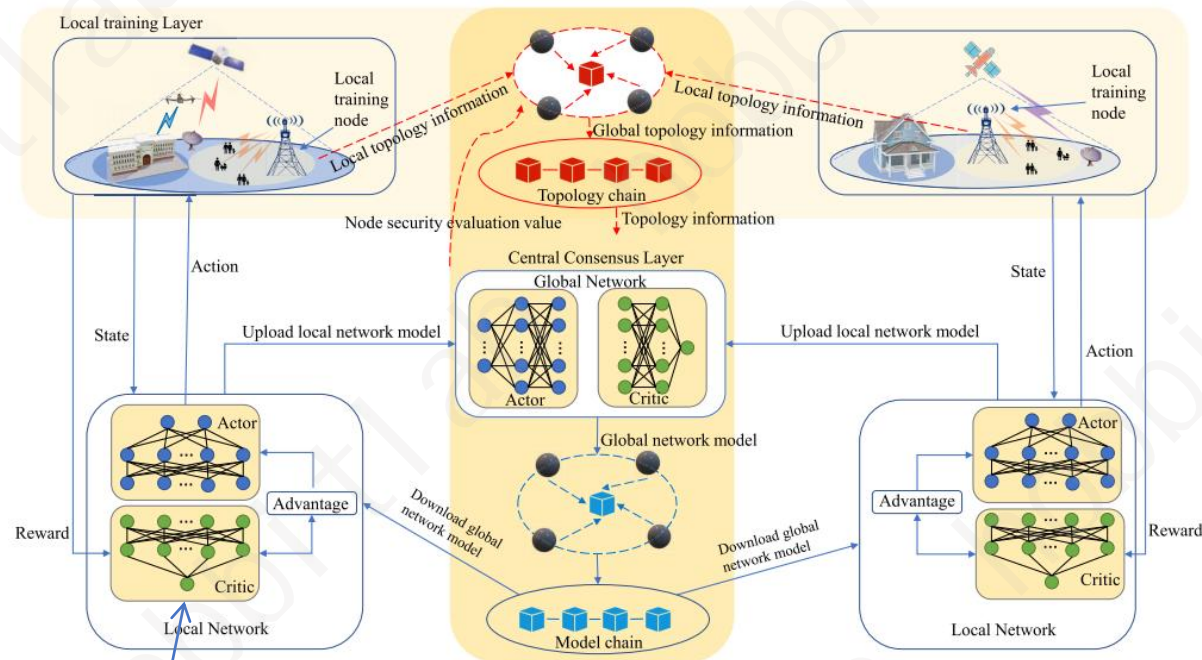 Local training Layer
Local
training
node
Local topology information
Global topology information
Local topology information
Local
training
node
Topology chain
Topology information
Node security evaluation value
Central Consensus Layer
Global Network
Actor
Critic
Action
State
Upload local network model
Upload local network model
State
Action
Global network model
Actor
Advantage
Critic
Reward
Local Network
Download global
network model
Download global
network model
Model chain
Actor
Advantage
Critic
Reward
Local Network